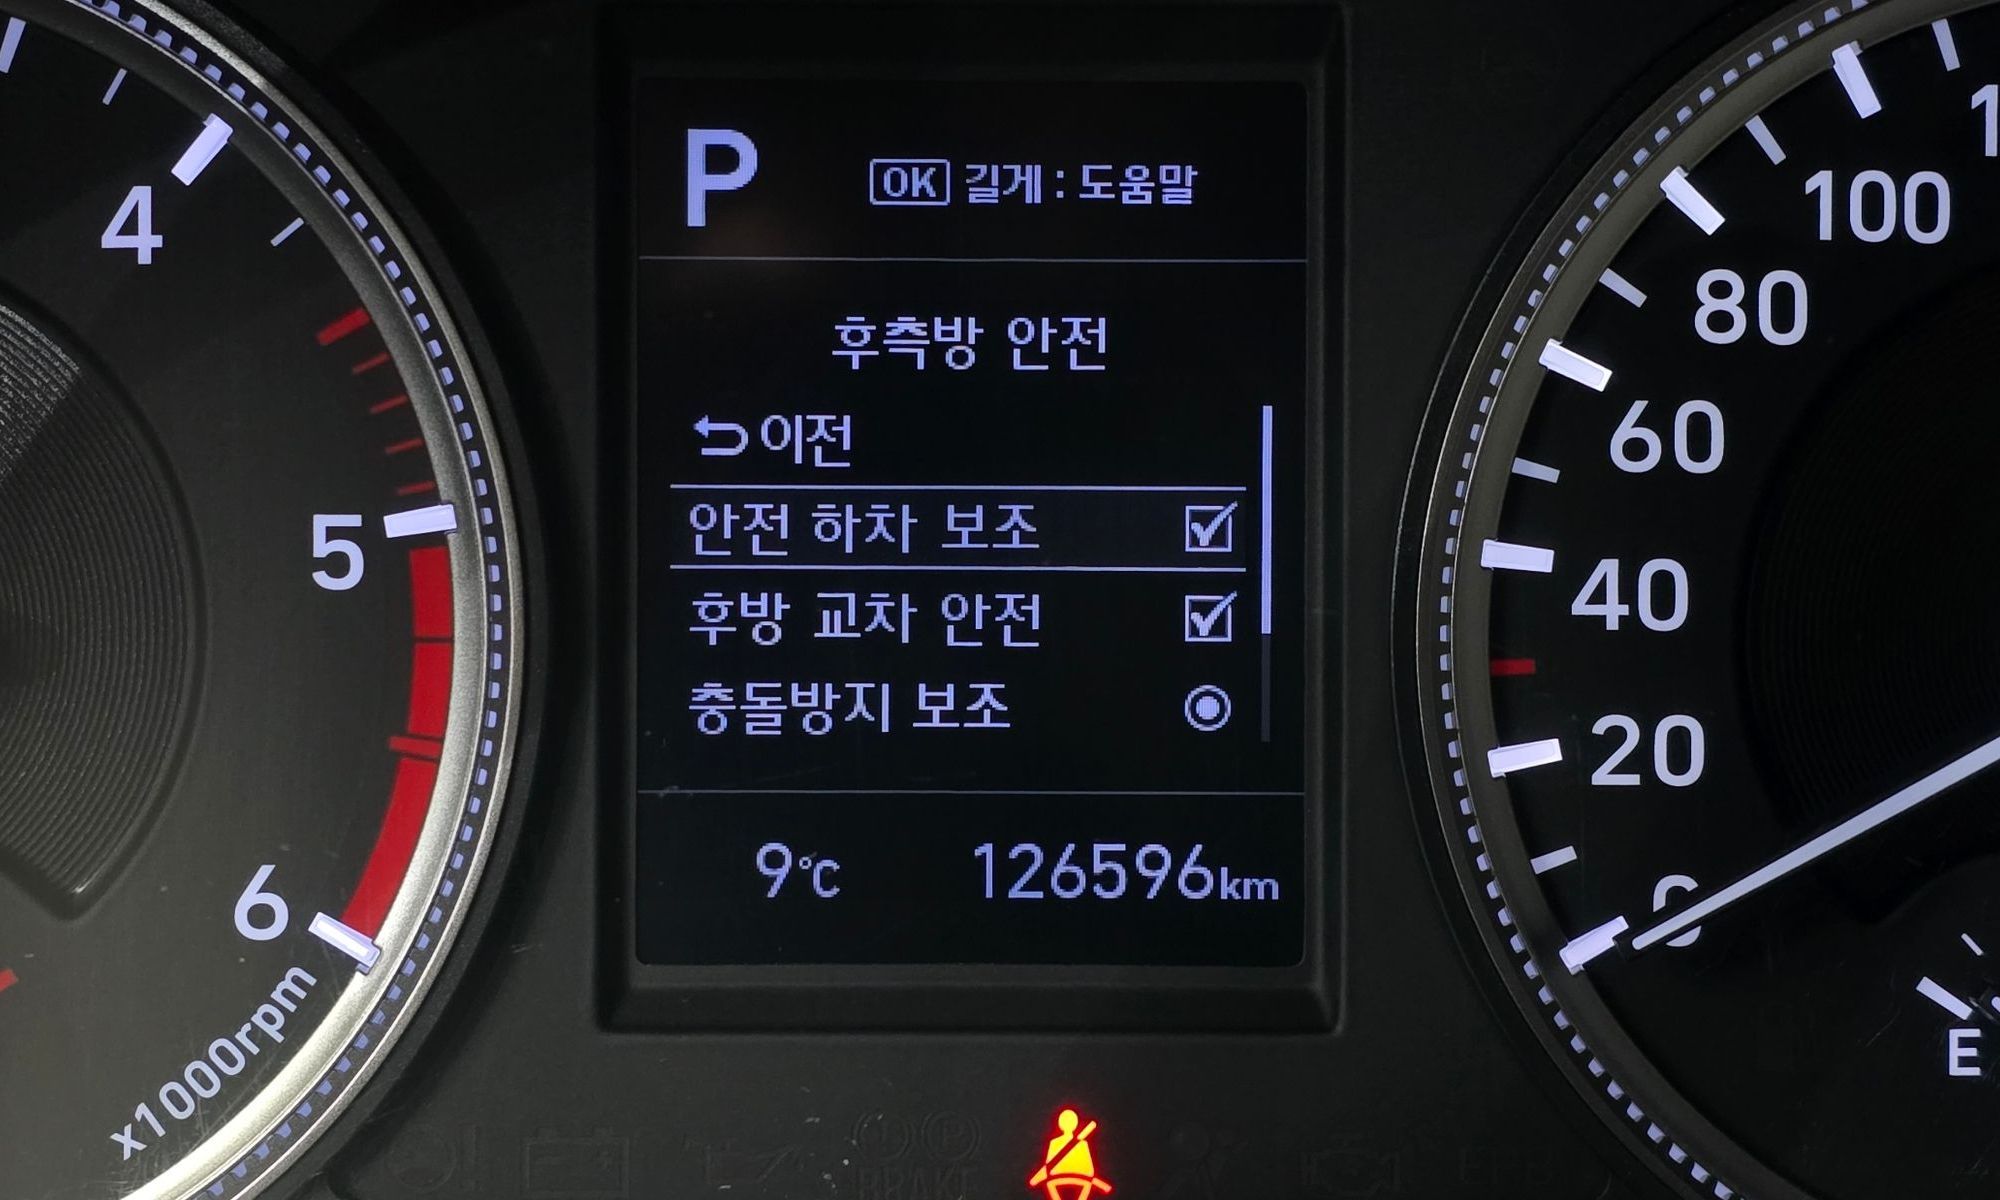 P
OK 길게 : 도움말
후측방 안전
이전
안전 하차 보조
후방 교차 안전
충돌방지 보조
9℃ 126596km
4
5
6
x1000rpm
100
80
60
40
20
0
E